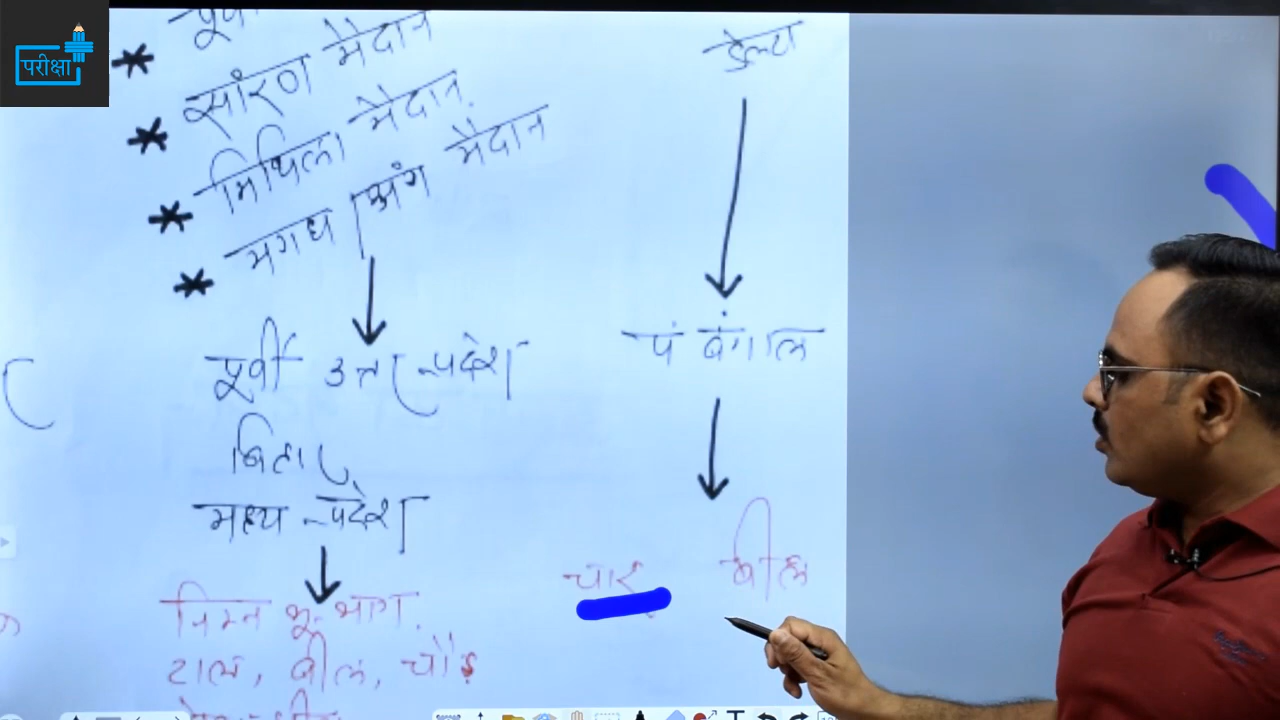 परीक्षा
सारण मैदान
मिथिला मैदान
मगध / अंग मैदान
पूर्वी उत्तर प्रदेश
बिहार
मध्य प्रदेश
निम्न भू-भाग
टाल, बील, चौड़
डेल्टा
पं बंगाल
चार बील